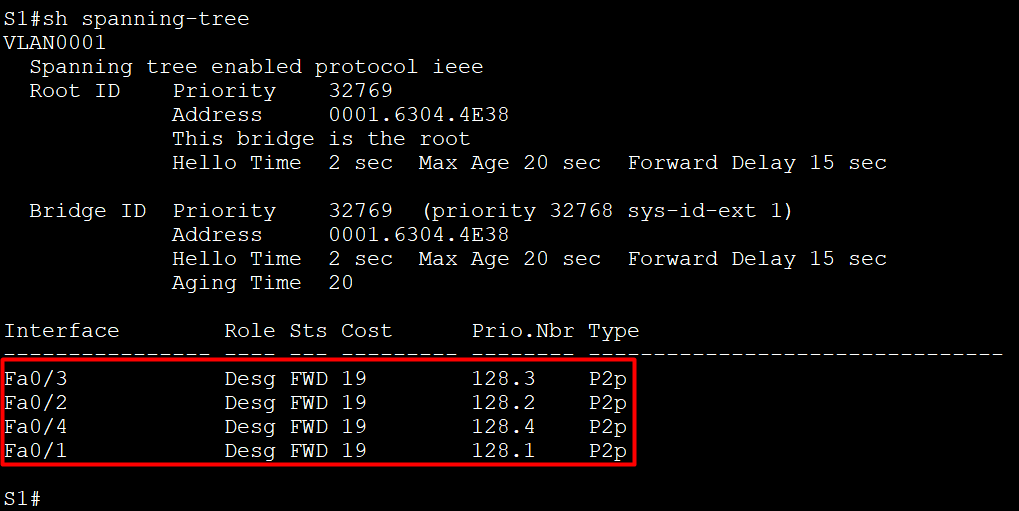 S1#sh spanning-tree
VLAN0001
  Spanning tree enabled protocol ieee
  Root ID    Priority    32769
             Address     0001.6304.4E38
             This bridge is the root
             Hello Time  2 sec  Max Age 20 sec  Forward Delay 15 sec

  Bridge ID  Priority    32769  (priority 32768 sys-id-ext 1)
             Address     0001.6304.4E38
             Hello Time  2 sec  Max Age 20 sec  Forward Delay 15 sec
             Aging Time  20

Interface        Role Sts Cost      Prio.Nbr Type
---------------- ---- --- --------- -------- --------------------------------
Fa0/3            Desg FWD 19        128.3    P2p
Fa0/2            Desg FWD 19        128.2    P2p
Fa0/4            Desg FWD 19        128.4    P2p
Fa0/1            Desg FWD 19        128.1    P2p

S1#